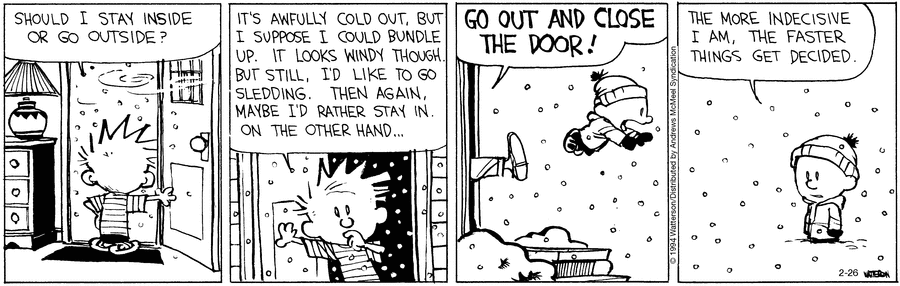 SHOULD I STAY INSIDE
OR GO OUTSIDE?
IT'S AWFULLY COLD OUT, BUT
I SUPPOSE I COULD BUNDLE
UP. IT LOOKS WINDY THOUGH.
BUT STILL, I'D LIKE TO GO
SLEDDING. THEN AGAIN,
MAYBE I'D RATHER STAY IN.
ON THE OTHER HAND...
GO OUT AND CLOSE
THE DOOR!
© 1994 Watterson/Distributed by Andrews McMeel Syndication
THE MORE INDECISIVE
I AM, THE FASTER
THINGS GET DECIDED.
2-26 WATTERSON